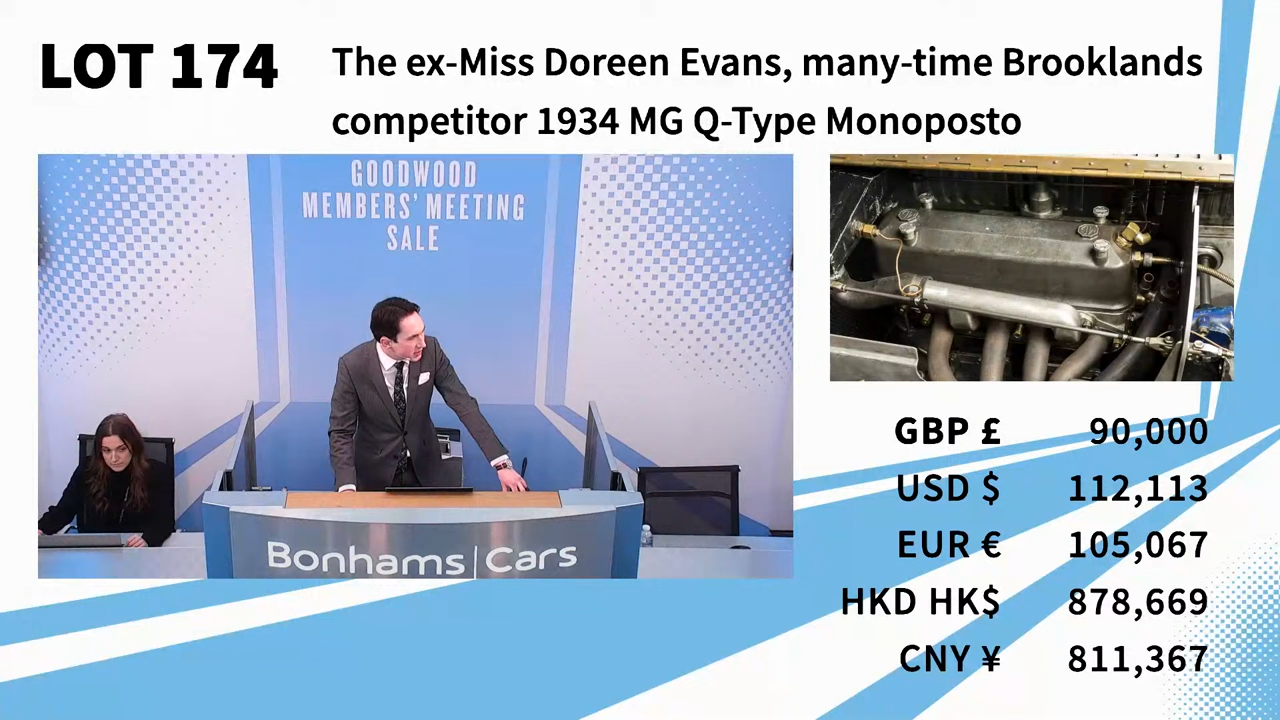 LOT 174
The ex-Miss Doreen Evans, many-time Brooklands
competitor 1934 MG Q-Type Monoposto
GOODWOOD
MEMBERS' MEETING
SALE
Bonhams|Cars
GBP £ 90,000
USD $ 112,113
EUR € 105,067
HKD HK$ 878,669
CNY ¥ 811,367